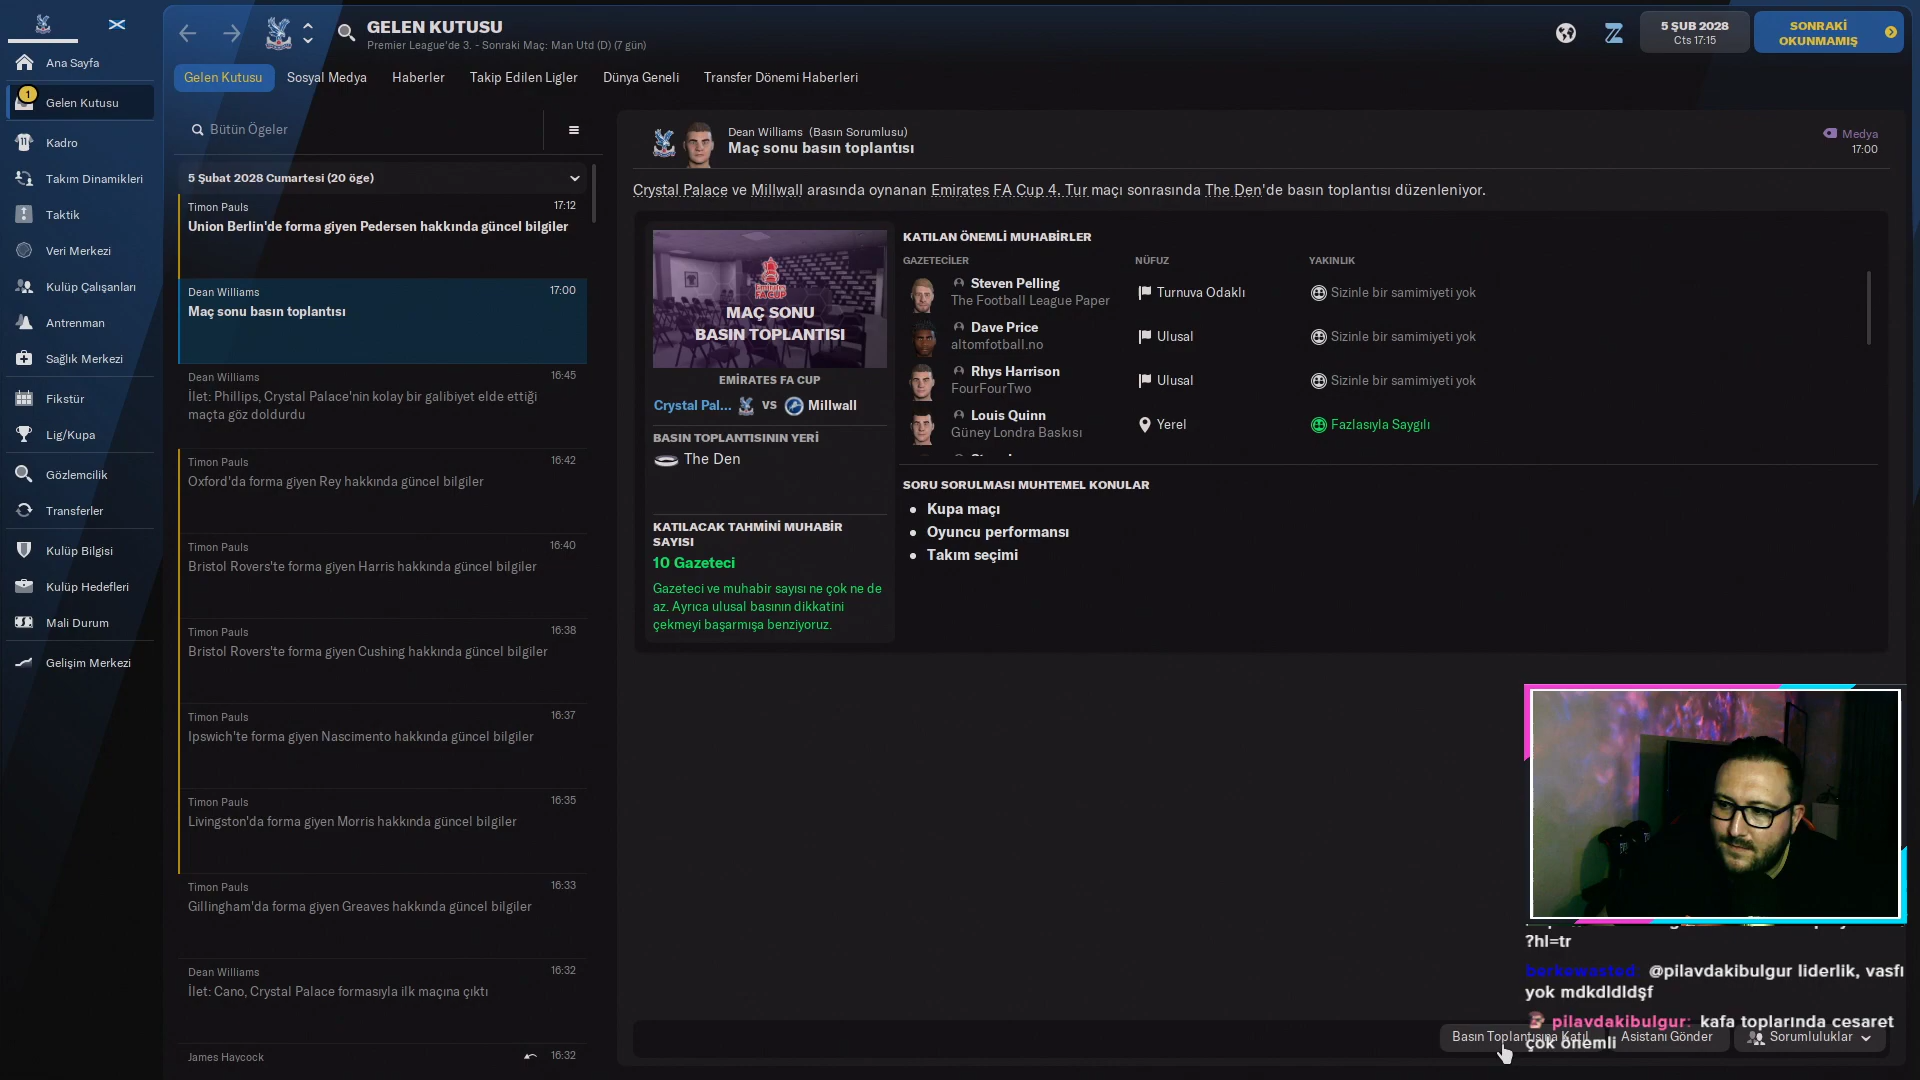 GELEN KUTUSU
Premier League'de 3. - Sonraki Maç: Man Utd (D) (7 gün)
5 ŞUB 2028
Cts 17:15
SONRAKİ
OKUNMAMIŞ
Ana Sayfa
1
Gelen Kutusu
Kadro
Takım Dinamikleri
Taktik
Veri Merkezi
Kulüp Çalışanları
Antrenman
Sağlık Merkezi
Fikstür
Lig/Kupa
Gözlemcilik
Transferler
Kulüp Bilgisi
Kulüp Hedefleri
Mali Durum
Gelişim Merkezi
Gelen Kutusu Sosyal Medya Haberler Takip Edilen Ligler Dünya Geneli Transfer Dönemi Haberleri
Bütün Ögeler
5 Şubat 2028 Cumartesi (20 öge)
Timon Pauls 17:12
Union Berlin'de forma giyen Pedersen hakkında güncel bilgiler
Dean Williams 17:00
Maç sonu basın toplantısı
Dean Williams 16:45
İlet: Phillips, Crystal Palace'nin kolay bir galibiyet elde ettiği
maçta göz doldurdu
Timon Pauls 16:42
Oxford'da forma giyen Rey hakkında güncel bilgiler
Timon Pauls 16:40
Bristol Rovers'te forma giyen Harris hakkında güncel bilgiler
Timon Pauls 16:38
Bristol Rovers'te forma giyen Cushing hakkında güncel bilgiler
Timon Pauls 16:37
Ipswich'te forma giyen Nascimento hakkında güncel bilgiler
Timon Pauls 16:35
Livingston'da forma giyen Morris hakkında güncel bilgiler
Timon Pauls 16:33
Gillingham'da forma giyen Greaves hakkında güncel bilgiler
Dean Williams 16:32
İlet: Cano, Crystal Palace formasıyla ilk maçına çıktı
James Haycock 16:32
Dean Williams (Basın Sorumlusu)
Maç sonu basın toplantısı
Medya
17:00
Crystal Palace ve Millwall arasında oynanan Emirates FA Cup 4. Tur maçı sonrasında The Den'de basın toplantısı düzenleniyor.
Emirates
FA CUP
MAÇ SONU
BASIN TOPLANTISI
EMİRATES FA CUP
Crystal Pal... VS Millwall
BASIN TOPLANTISININ YERİ
The Den
KATILACAK TAHMİNİ MUHABİR
SAYISI
10 Gazeteci
Gazeteci ve muhabir sayısı ne çok ne de
az. Ayrıca ulusal basının dikkatini
çekmeyi başarmışa benziyoruz.
KATILAN ÖNEMLİ MUHABİRLER
GAZETECİLER NÜFUZ YAKINLIK
Steven Pelling
The Football League Paper
Turnuva Odaklı
Sizinle bir samimiyeti yok
Dave Price
altomfotball.no
Ulusal
Sizinle bir samimiyeti yok
Rhys Harrison
FourFourTwo
Ulusal
Sizinle bir samimiyeti yok
Louis Quinn
Güney Londra Baskısı
Yerel
Fazlasıyla Saygılı
SORU SORULMASI MUHTEMEL KONULAR
Kupa maçı
Oyuncu performansı
Takım seçimi
?hl=tr
@pilavdakibulgur liderlik, vasfı
yok mdkdldldşf
pilavdakibulgur: kafa toplarında cesaret
çok önemli
Basın Toplantısına Katıl
Asistanı Gönder
Sorumluluklar